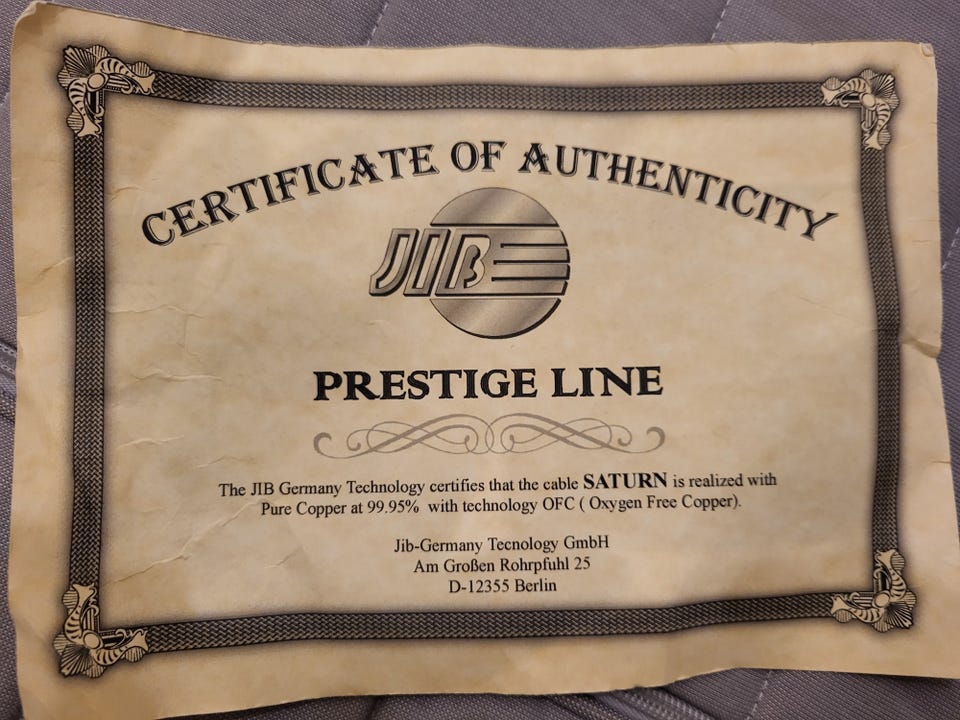 CERTIFICATE OF AUTHENTICITY
JIB
PRESTIGE LINE
The JIB Germany Technology certifies that the cable SATURN is realized with
Pure Copper at 99.95% with technology OFC ( Oxygen Free Copper).
Jib-Germany Tecnology GmbH
Am Großen Rohrpfuhl 25
D-12355 Berlin